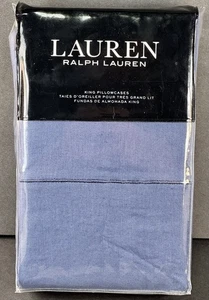 LAUREN
RALPH LAUREN
KING PILLOWCASES
TAIES D'OREILLER POUR TRÈS GRAND LIT
FUNDAS DE ALMOHADA KING